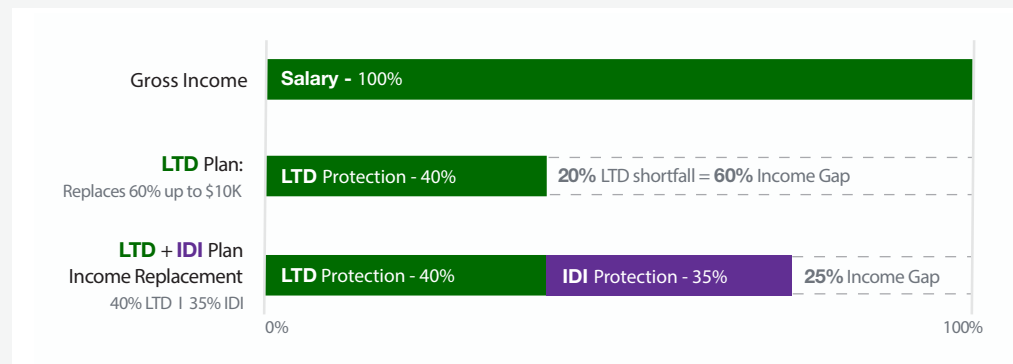 Gross Income
Salary - 100%
LTD Plan:
Replaces 60% up to $10K
LTD Protection - 40%
20% LTD shortfall = 60% Income Gap
LTD + IDI Plan
Income Replacement
40% LTD I 35% IDI
LTD Protection - 40%
IDI Protection - 35%
25% Income Gap
0%
100%